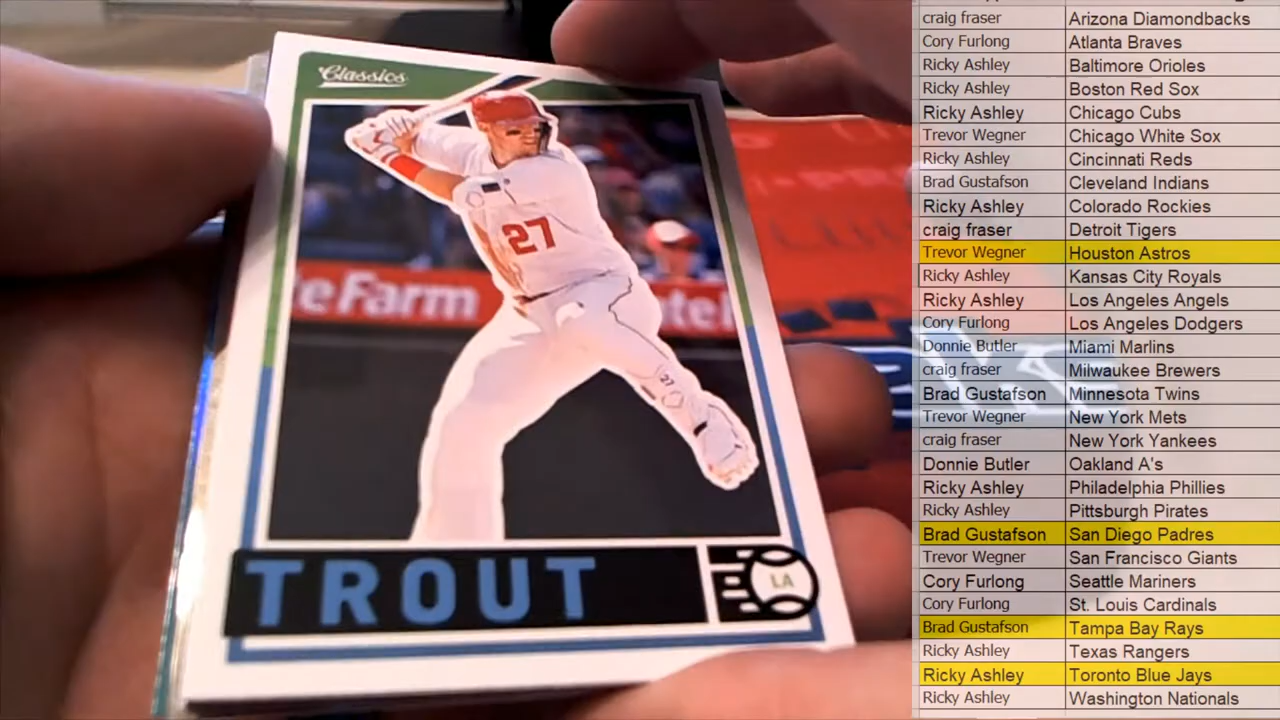 Classics
27
eFarm
teF
27
TROUT
LA
craig fraser Arizona Diamondbacks
Cory Furlong Atlanta Braves
Ricky Ashley Baltimore Orioles
Ricky Ashley Boston Red Sox
Ricky Ashley Chicago Cubs
Trevor Wegner Chicago White Sox
Ricky Ashley Cincinnati Reds
Brad Gustafson Cleveland Indians
Ricky Ashley Colorado Rockies
craig fraser Detroit Tigers
Trevor Wegner Houston Astros
Ricky Ashley Kansas City Royals
Ricky Ashley Los Angeles Angels
Cory Furlong Los Angeles Dodgers
Donnie Butler Miami Marlins
craig fraser Milwaukee Brewers
Brad Gustafson Minnesota Twins
Trevor Wegner New York Mets
craig fraser New York Yankees
Donnie Butler Oakland A's
Ricky Ashley Philadelphia Phillies
Ricky Ashley Pittsburgh Pirates
Brad Gustafson San Diego Padres
Trevor Wegner San Francisco Giants
Cory Furlong Seattle Mariners
Cory Furlong St. Louis Cardinals
Brad Gustafson Tampa Bay Rays
Ricky Ashley Texas Rangers
Ricky Ashley Toronto Blue Jays
Ricky Ashley Washington Nationals